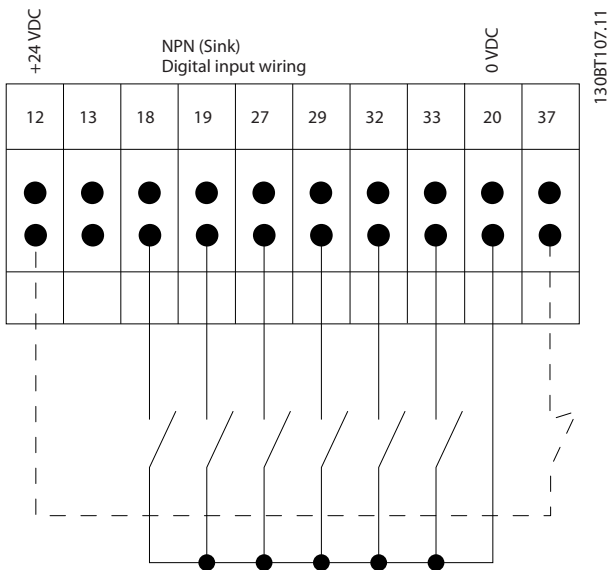 +24 VDC
NPN (Sink)
Digital input wiring
0 VDC
130BT107.11
12 13 18 19 27 29 32 33 20 37